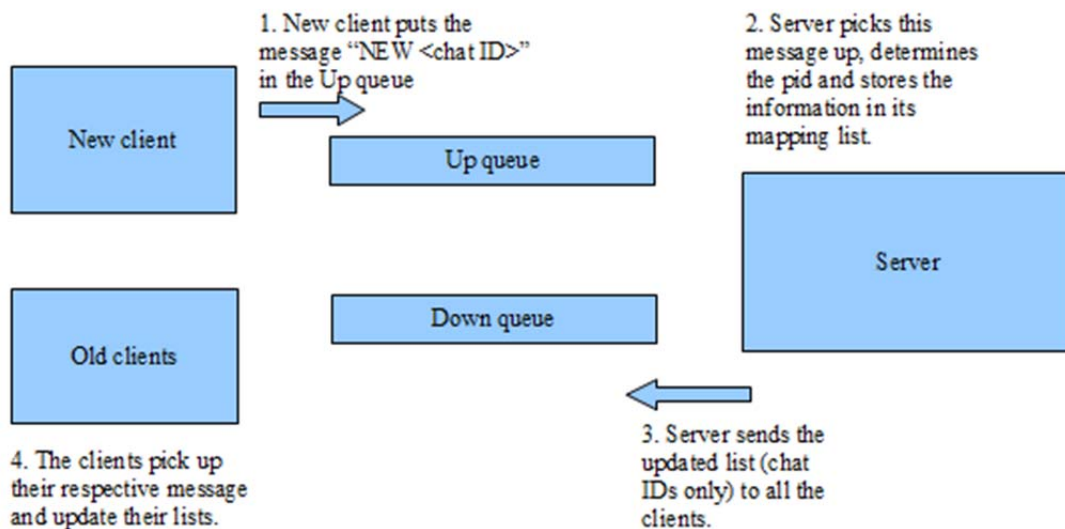 1. New client puts the
message “NEW <chat ID>”
in the Up queue
2. Server picks this
message up, determines
the pid and stores the
information in its
mapping list.
New client
Up queue
Server
Old clients
Down queue
3. Server sends the
updated list (chat
IDs only) to all the
clients.
4. The clients pick up
their respective message
and update their lists.